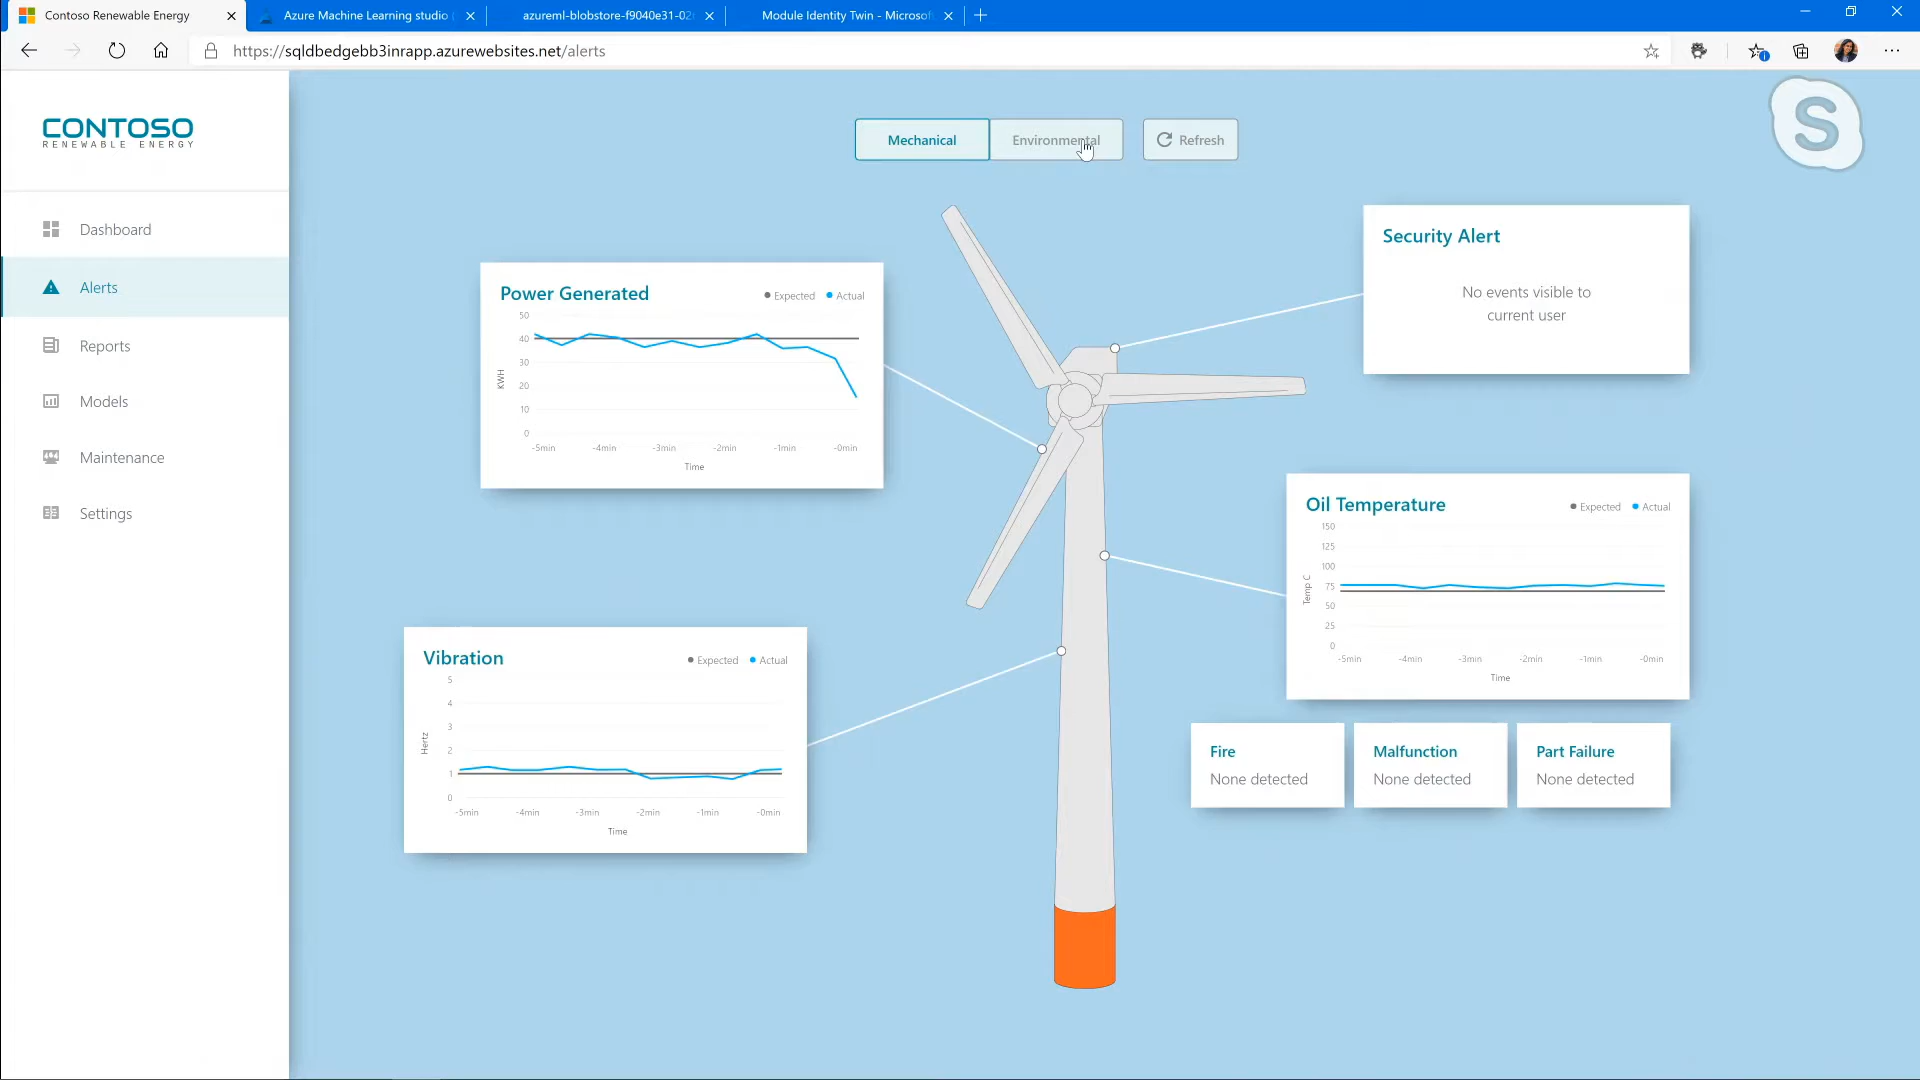 Contoso Renewable Energy
Azure Machine Learning studio
azureml-blobstore-f9040e31-02
Module Identity Twin - Microsof
https://sqldbedgebb3inrapp.azurewebsites.net/alerts
CONTOSO
RENEWABLE ENERGY
Dashboard
Alerts
Reports
Models
Maintenance
Settings
Mechanical
Environmental
Refresh
S
Security Alert
No events visible to
current user
Power Generated
Expected Actual
50
40
30
20
10
0
KWH
-5min -4min -3min -2min -1min -0min
Time
Oil Temperature
Expected Actual
150
125
100
75
50
25
0
Temp C
-5min -4min -3min -2min -1min -0min
Time
Vibration
Expected Actual
5
4
3
2
1
0
Hertz
-5min -4min -3min -2min -1min -0min
Time
Fire
None detected
Malfunction
None detected
Part Failure
None detected